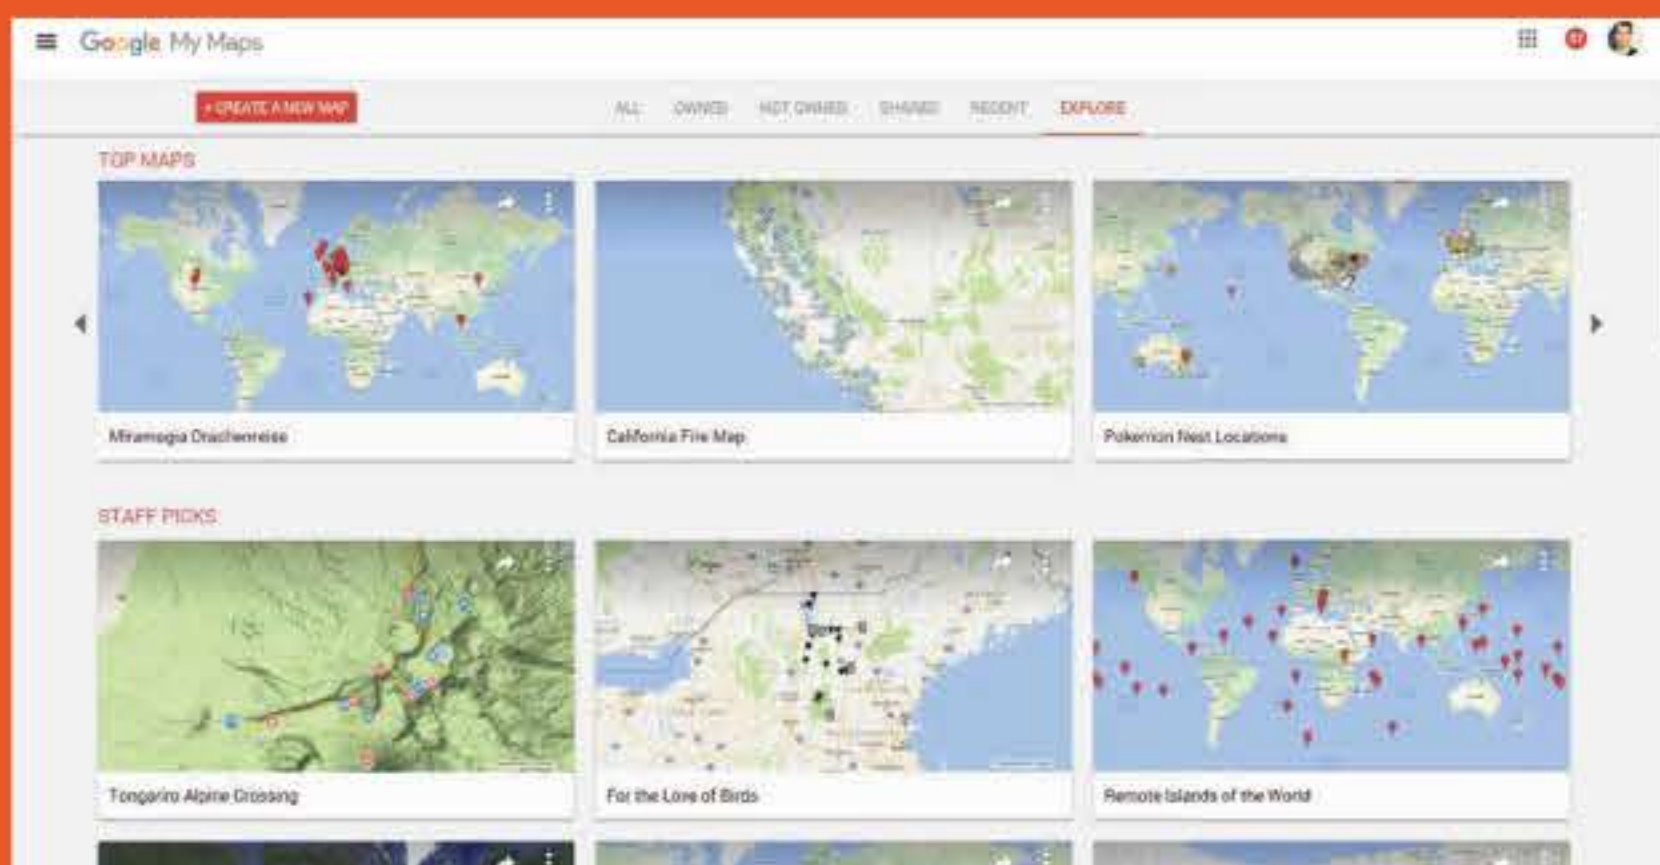 Google My Maps
+ CREATE A NEW MAP
ALL OWNED NOT OWNED SHARED RECENT EXPLORE
TOP MAPS
Miramagia Drachenreise
California Fire Map
Pokemon Nest Locations
STAFF PICKS
Tongariro Alpine Crossing
For the Love of Birds
Remote Islands of the World